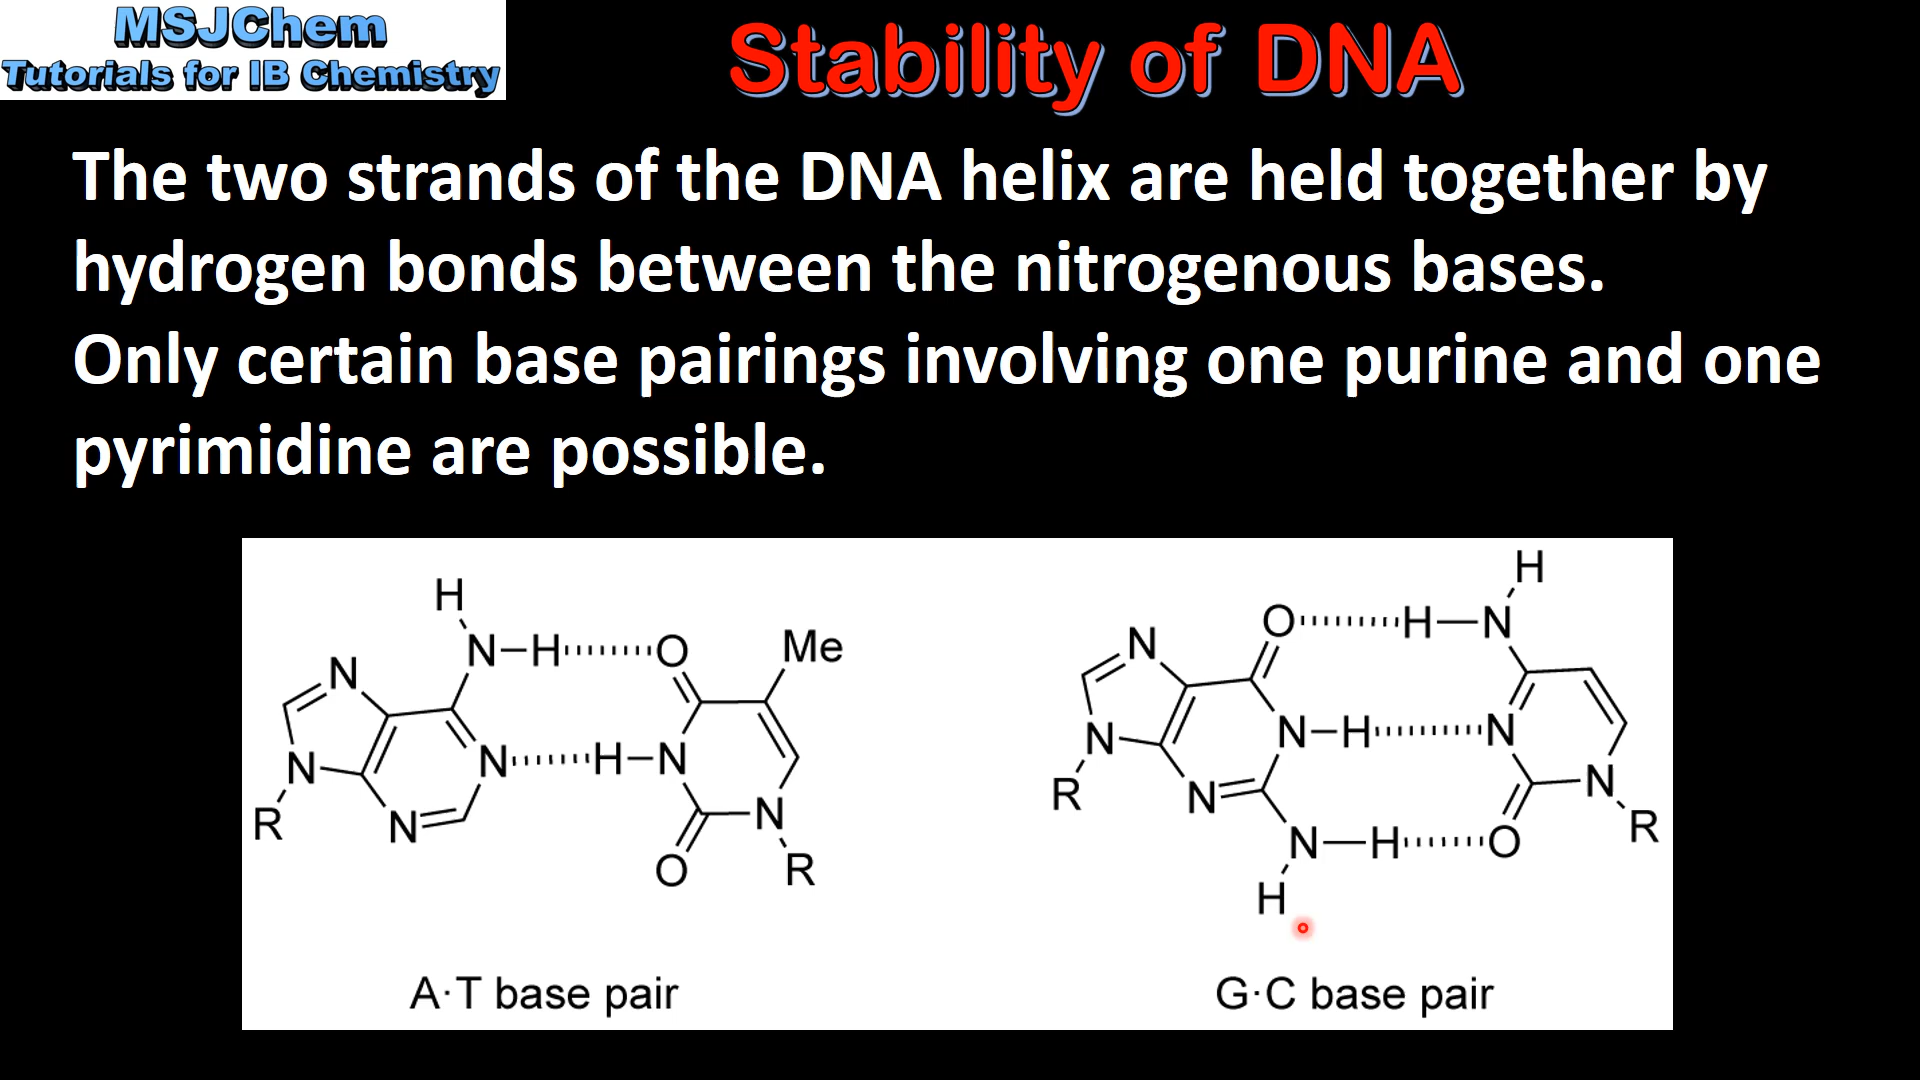 MSJChem
Tutorials for IB Chemistry
Stability of DNA
The two strands of the DNA helix are held together by
hydrogen bonds between the nitrogenous bases.
Only certain base pairings involving one purine and one
pyrimidine are possible.
H
N H O Me
N
N N H N
R N N
O R
A·T base pair
H
O H N
N
N N H N
R N N
N H O R
H
G·C base pair